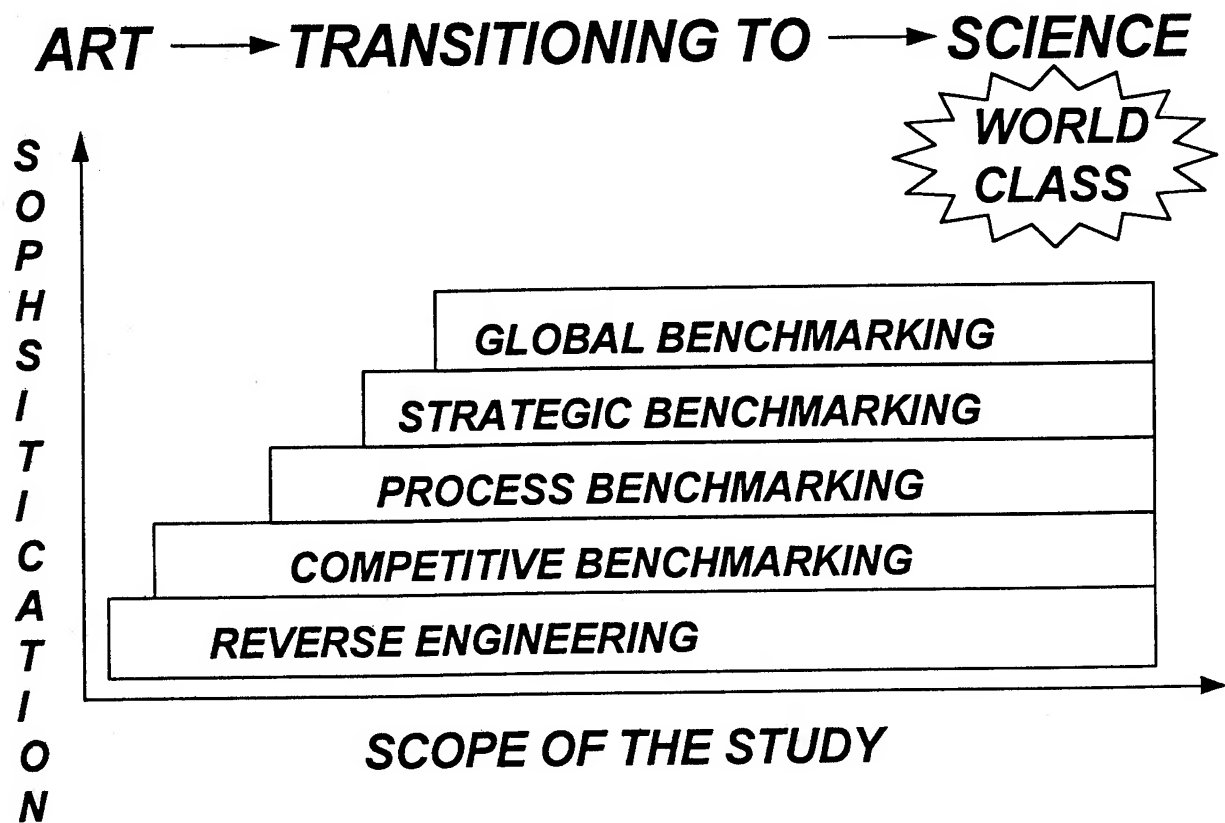 ART → TRANSITIONING TO → SCIENCE
WORLD
CLASS
SOPHSITICATION
GLOBAL BENCHMARKING
STRATEGIC BENCHMARKING
PROCESS BENCHMARKING
COMPETITIVE BENCHMARKING
REVERSE ENGINEERING
SCOPE OF THE STUDY